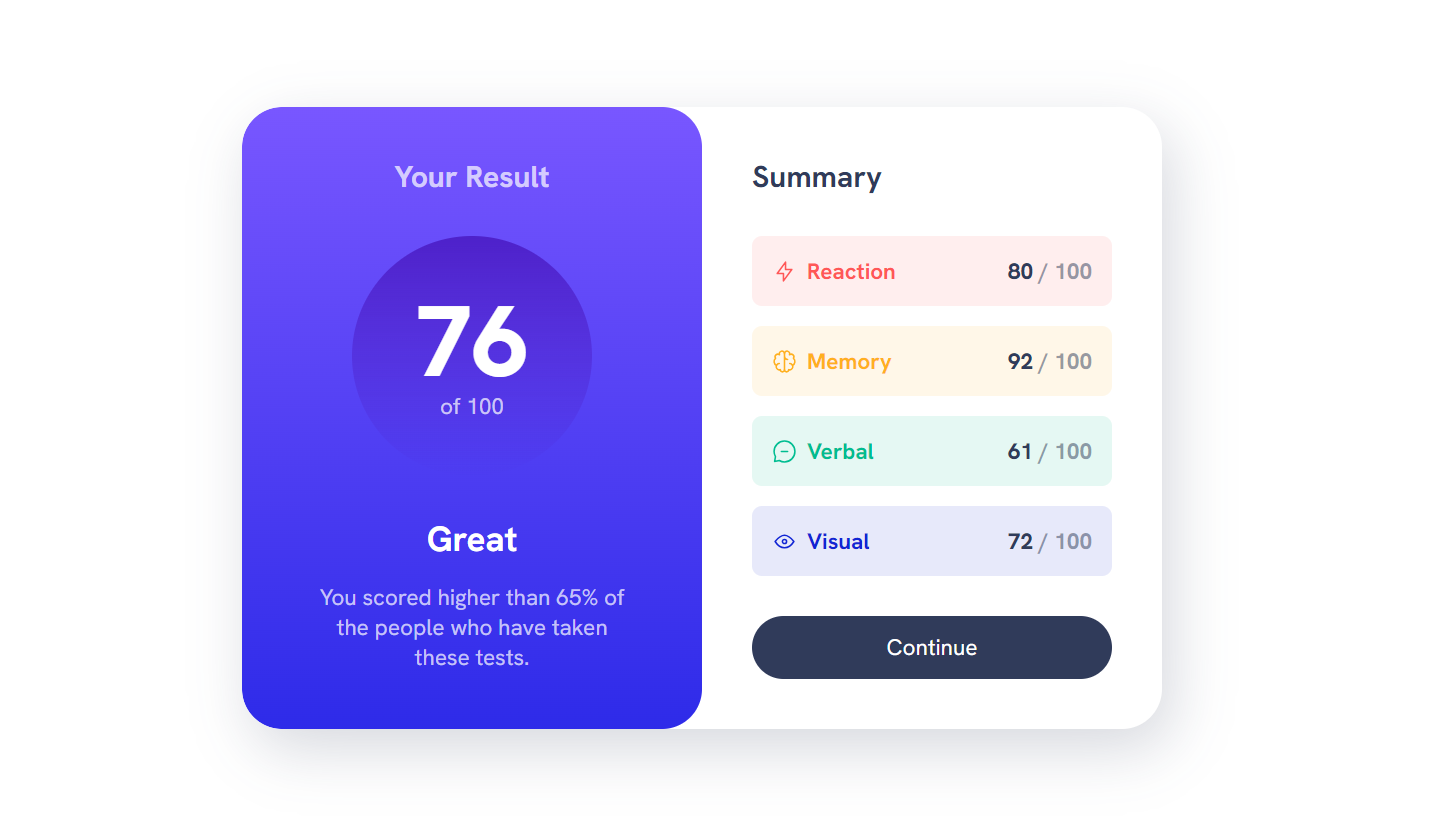 Your Result
76
of 100
Great
You scored higher than 65% of
the people who have taken
these tests.
Summary
Reaction 80 / 100
Memory 92 / 100
Verbal 61 / 100
Visual 72 / 100
Continue